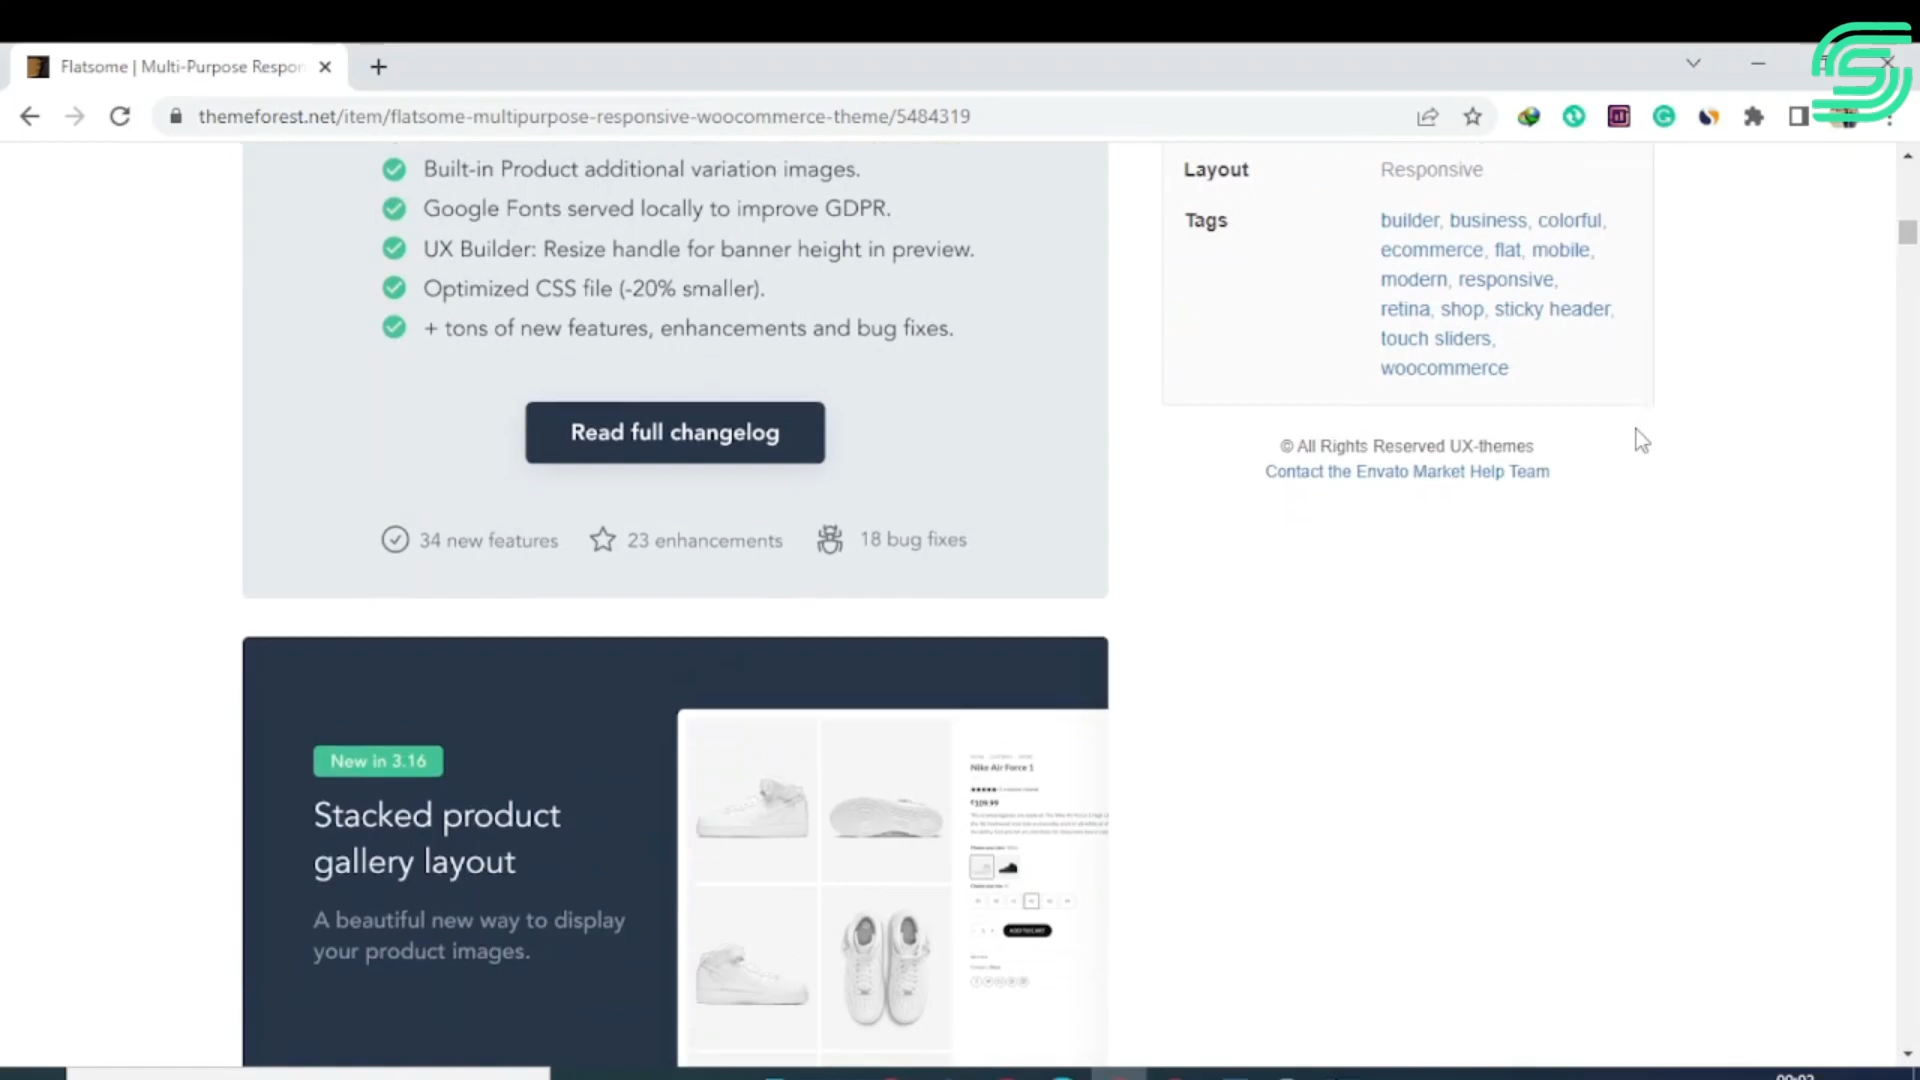 Flatsome | Multi-Purpose Respon
themeforest.net/item/flatsome-multipurpose-responsive-woocommerce-theme/5484319
Built-in Product additional variation images.
Google Fonts served locally to improve GDPR.
UX Builder: Resize handle for banner height in preview.
Optimized CSS file (-20% smaller).
+ tons of new features, enhancements and bug fixes.
Read full changelog
34 new features
23 enhancements
18 bug fixes
Layout
Responsive
Tags
builder, business, colorful,
ecommerce, flat, mobile,
modern, responsive,
retina, shop, sticky header,
touch sliders,
woocommerce
© All Rights Reserved UX-themes
Contact the Envato Market Help Team
New in 3.16
Stacked product
gallery layout
A beautiful new way to display
your product images.
Nike Air Force 1
ADD TO CART